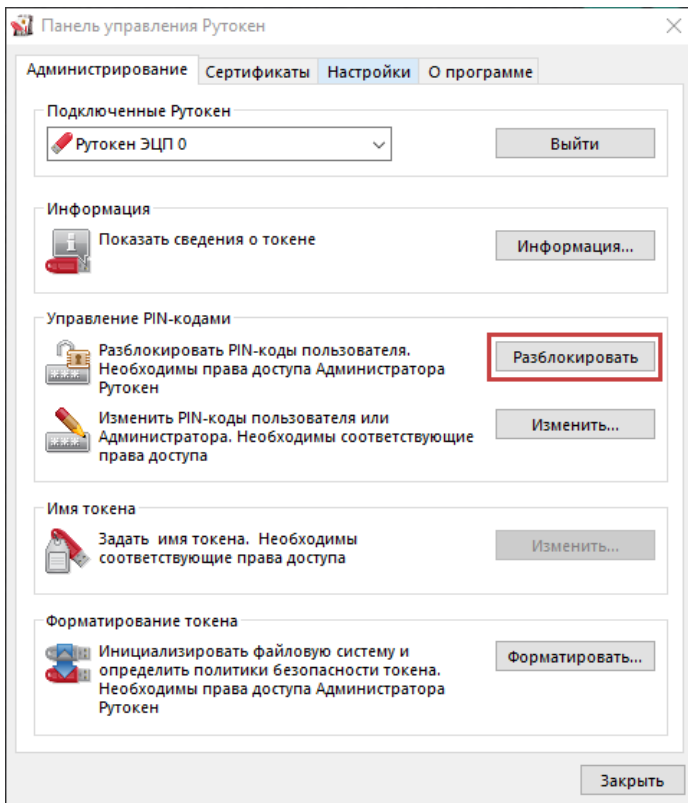 Панель управления Рутокен
Администрирование Сертификаты Настройки О программе
Подключенные Рутокен
Рутокен ЭЦП 0
Выйти
Информация
Показать сведения о токене
Информация...
Управление PIN-кодами
Разблокировать PIN-коды пользователя.
Необходимы права доступа Администратора
Рутокен
Разблокировать
Изменить PIN-коды пользователя или
Администратора. Необходимы соответствующие
права доступа
Изменить...
Имя токена
Задать имя токена. Необходимы
соответствующие права доступа
Изменить...
Форматирование токена
Инициализировать файловую систему и
определить политики безопасности токена.
Необходимы права доступа Администратора
Рутокен
Форматировать...
Закрыть